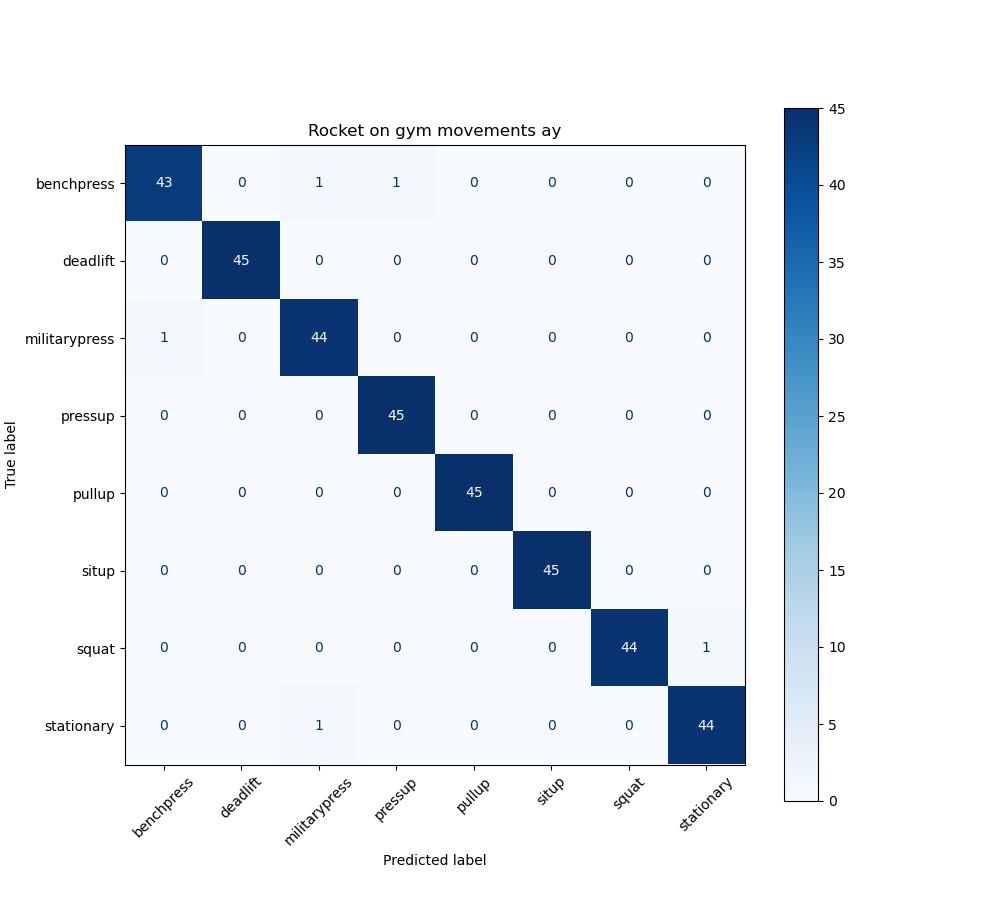 Rocket on gym movements ay
True label
benchpress 43 0 1 1 0 0 0 0
deadlift 0 45 0 0 0 0 0 0
militarypress 1 0 44 0 0 0 0 0
pressup 0 0 0 45 0 0 0 0
pullup 0 0 0 0 45 0 0 0
situp 0 0 0 0 0 45 0 0
squat 0 0 0 0 0 0 44 1
stationary 0 0 1 0 0 0 0 44
benchpress deadlift militarypress pressup pullup situp squat stationary
Predicted label
45
40
35
30
25
20
15
10
5
0